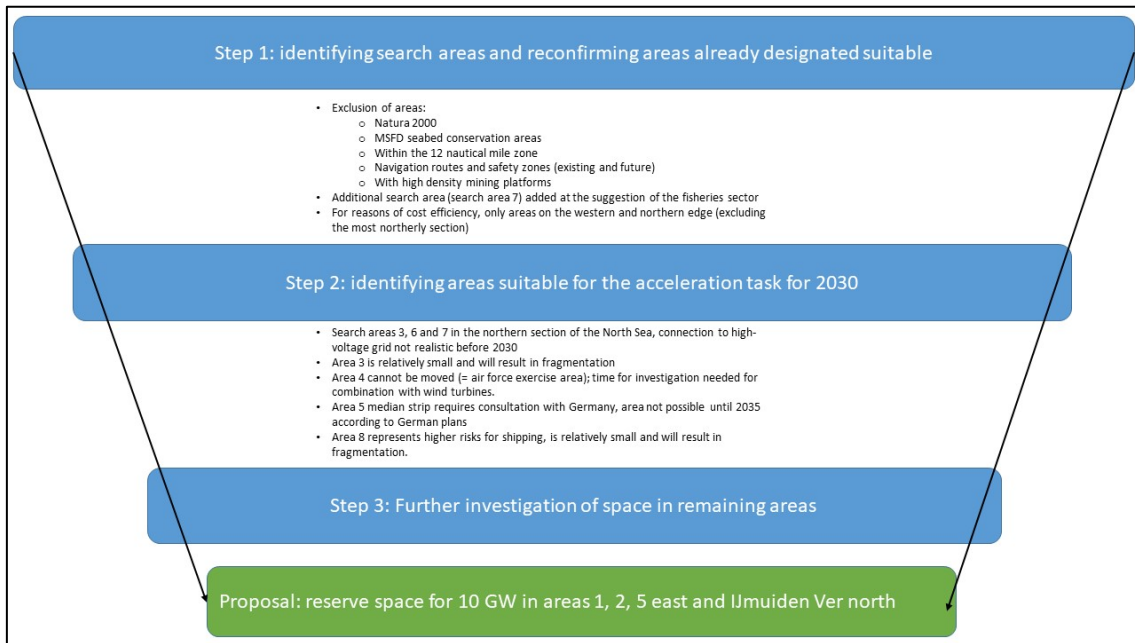 Step 1: identifying search areas and reconfirming areas already designated suitable
• Exclusion of areas:
o Natura 2000
o MSFD seabed conservation areas
o Within the 12 nautical mile zone
o Navigation routes and safety zones (existing and future)
o With high density mining platforms
• Additional search area (search area 7) added at the suggestion of the fisheries sector
• For reasons of cost efficiency, only areas on the western and northern edge (excluding
the most northerly section)
Step 2: identifying areas suitable for the acceleration task for 2030
• Search areas 3, 6 and 7 in the northern section of the North Sea, connection to high-
voltage grid not realistic before 2030
• Area 3 is relatively small and will result in fragmentation
• Area 4 cannot be moved (= air force exercise area); time for investigation needed for
combination with wind turbines.
• Area 5 median strip requires consultation with Germany, area not possible until 2035
according to German plans
• Area 8 represents higher risks for shipping, is relatively small and will result in
fragmentation.
Step 3: Further investigation of space in remaining areas
Proposal: reserve space for 10 GW in areas 1, 2, 5 east and IJmuiden Ver north